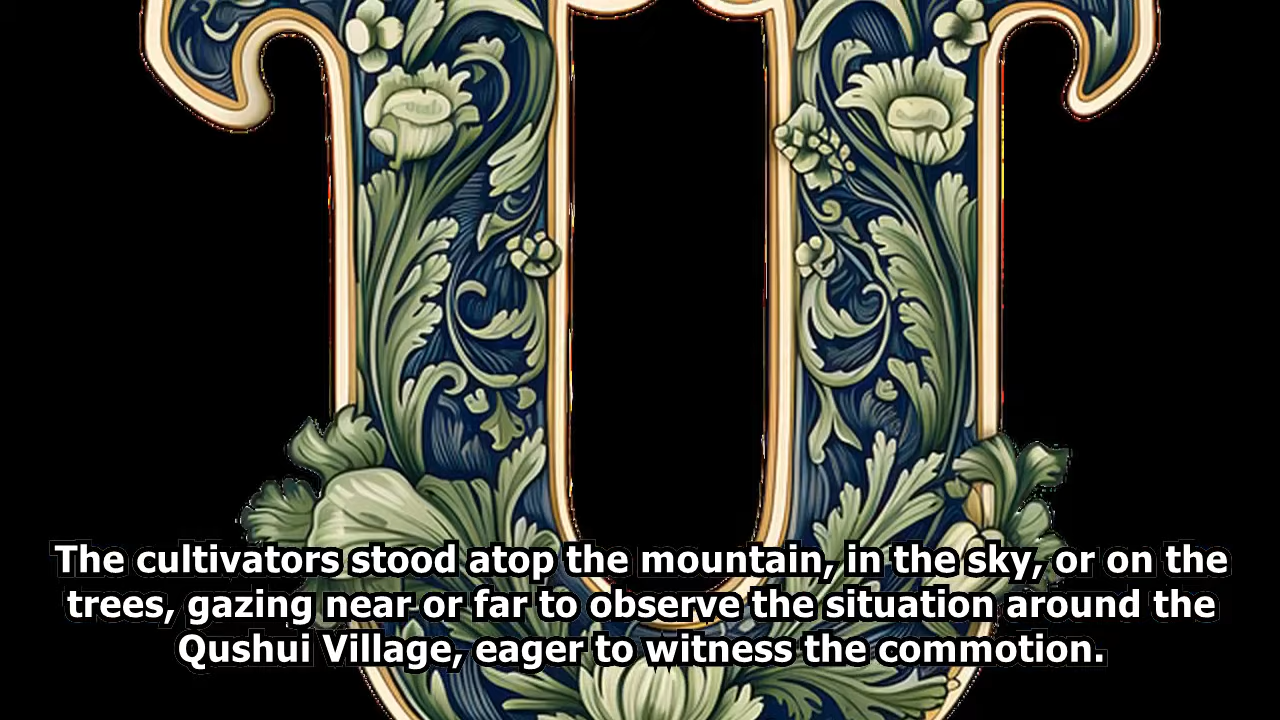 The cultivators stood atop the mountain, in the sky, or on the
trees, gazing near or far to observe the situation around the
Qushui Village, eager to witness the commotion.